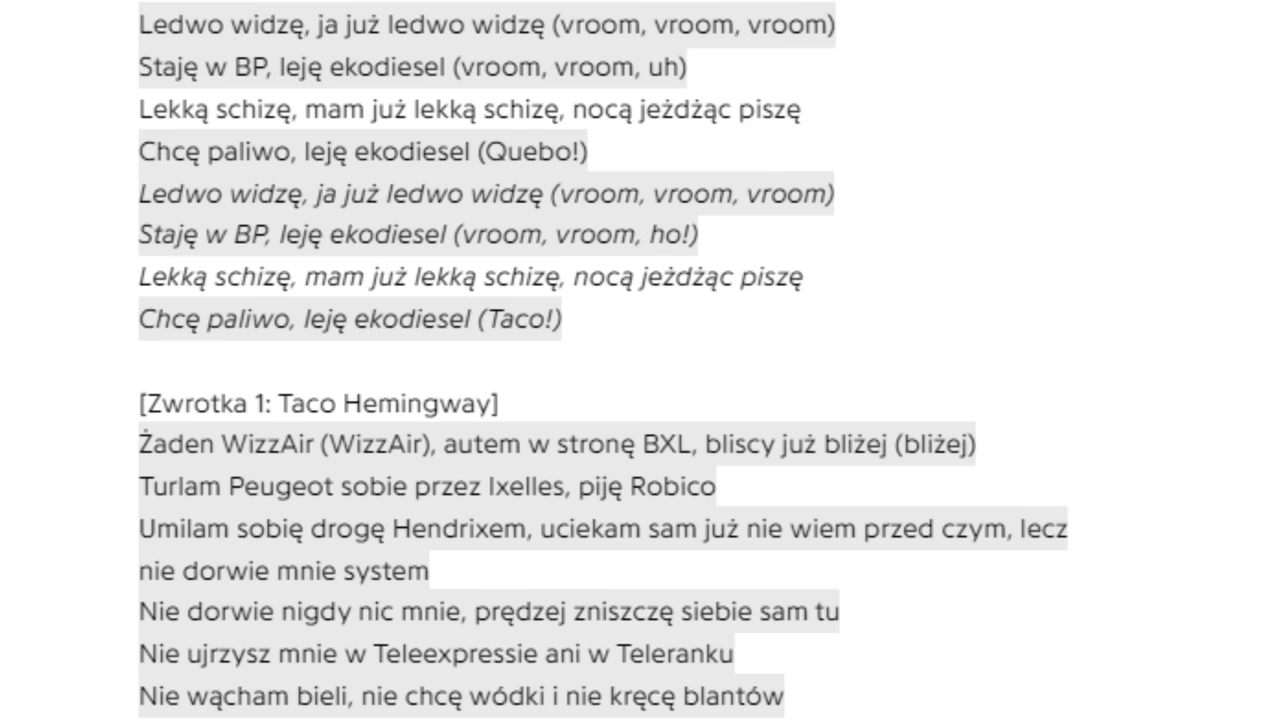 Ledwo widzę, ja już ledwo widzę (vroom, vroom, vroom)
Staję w BP, leję ekodiesel (vroom, vroom, uh)
Lekką schizę, mam już lekką schizę, nocą jeżdżąc piszę
Chcę paliwo, leję ekodiesel (Quebo!)
Ledwo widzę, ja już ledwo widzę (vroom, vroom, vroom)
Staję w BP, leję ekodiesel (vroom, vroom, ho!)
Lekką schizę, mam już lekką schizę, nocą jeżdżąc piszę
Chcę paliwo, leję ekodiesel (Taco!)
[Zwrotka 1: Taco Hemingway]
Żaden WizzAir (WizzAir), autem w stronę BXL, bliscy już bliżej (bliżej)
Turlam Peugeot sobie przez Ixelles, piję Robico
Umilam sobię drogę Hendrixem, uciekam sam już nie wiem przed czym, lecz
nie dorwie mnie system
Nie dorwie nigdy nic mnie, prędzej zniszczę siebie sam tu
Nie ujrzysz mnie w Teleexpressie ani w Teleranku
Nie wącham bieli, nie chcę wódki i nie kręcę blantów